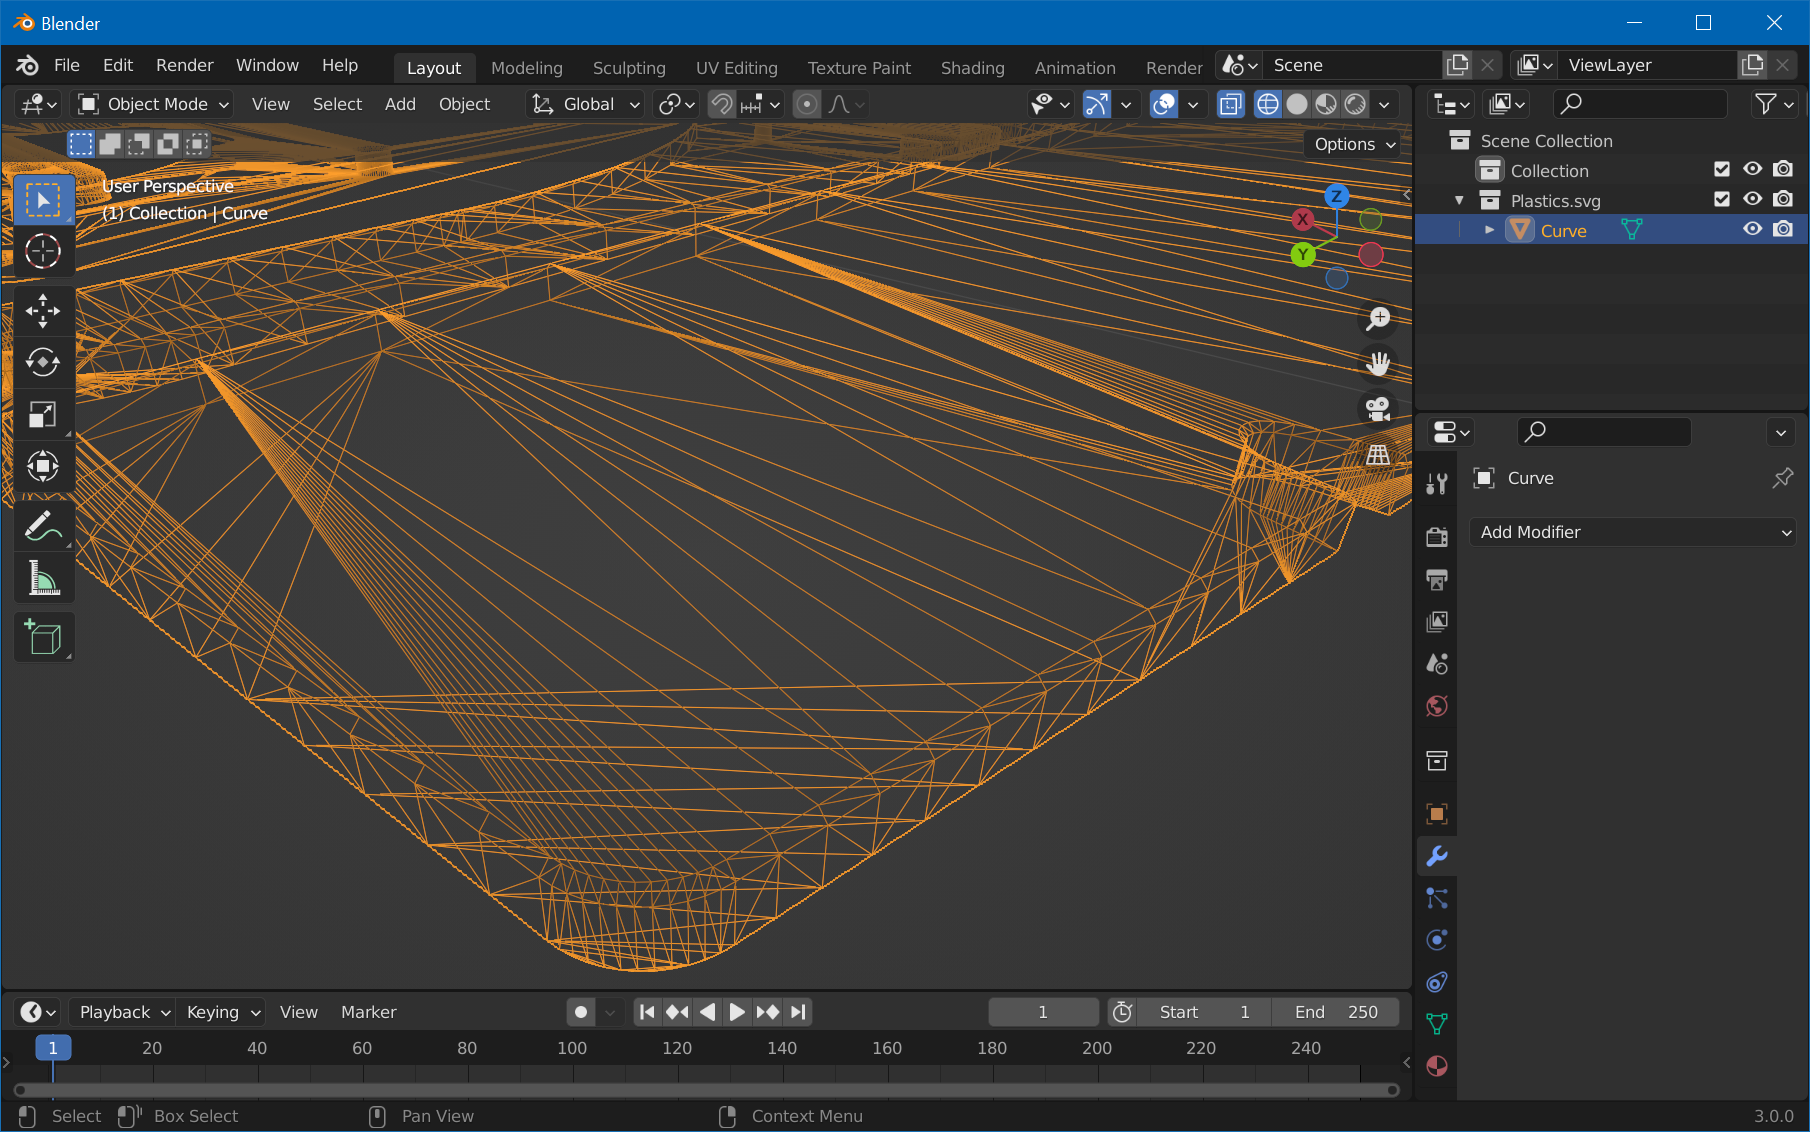 Blender
File Edit Render Window Help Layout Modeling Sculpting UV Editing Texture Paint Shading Animation Render Scene ViewLayer
Object Mode View Select Add Object Global
Options
User Perspective
(1) Collection | Curve
Z
X
Y
Scene Collection
Collection
Plastics.svg
Curve
Curve
Add Modifier
Playback Keying View Marker 1 Start 1 End 250
1 20 40 60 80 100 120 140 160 180 200 220 240
Select Box Select Pan View Context Menu 3.0.0